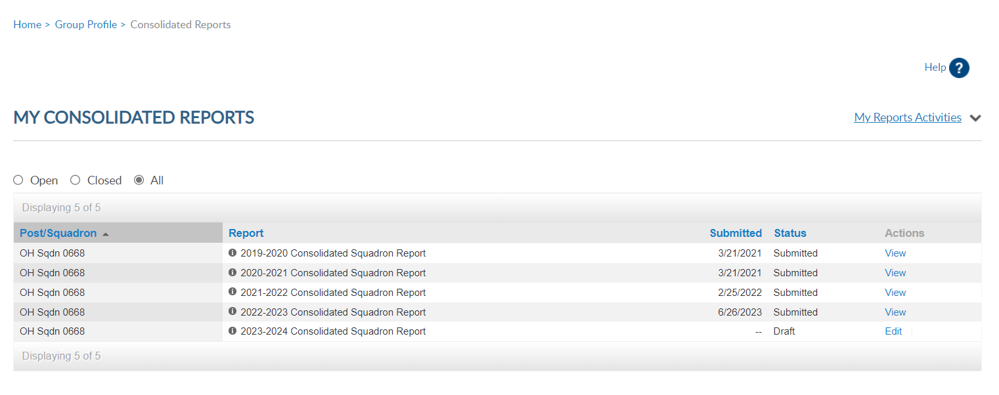 Home > Group Profile > Consolidated Reports
Help ?
MY CONSOLIDATED REPORTS My Reports Activities
Open Closed All
Displaying 5 of 5
Post/Squadron Report Submitted Status Actions
OH Sqdn 0668 2019-2020 Consolidated Squadron Report 3/21/2021 Submitted View
OH Sqdn 0668 2020-2021 Consolidated Squadron Report 3/21/2021 Submitted View
OH Sqdn 0668 2021-2022 Consolidated Squadron Report 2/25/2022 Submitted View
OH Sqdn 0668 2022-2023 Consolidated Squadron Report 6/26/2023 Submitted View
OH Sqdn 0668 2023-2024 Consolidated Squadron Report -- Draft Edit
Displaying 5 of 5